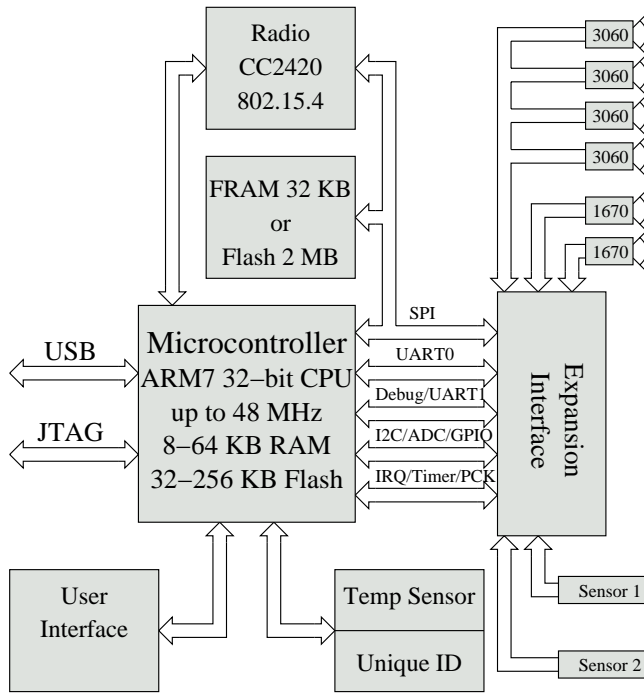 Radio
CC2420
802.15.4
3060
3060
3060
3060
1670
1670
FRAM 32 KB
or
Flash 2 MB
SPI
Microcontroller
ARM7 32–bit CPU
up to 48 MHz
8–64 KB RAM
32–256 KB Flash
USB
JTAG
UART0
Debug/UART1
I2C/ADC/GPIO
IRQ/Timer/PCK
Expansion
Interface
User
Interface
Temp Sensor
Unique ID
Sensor 1
Sensor 2